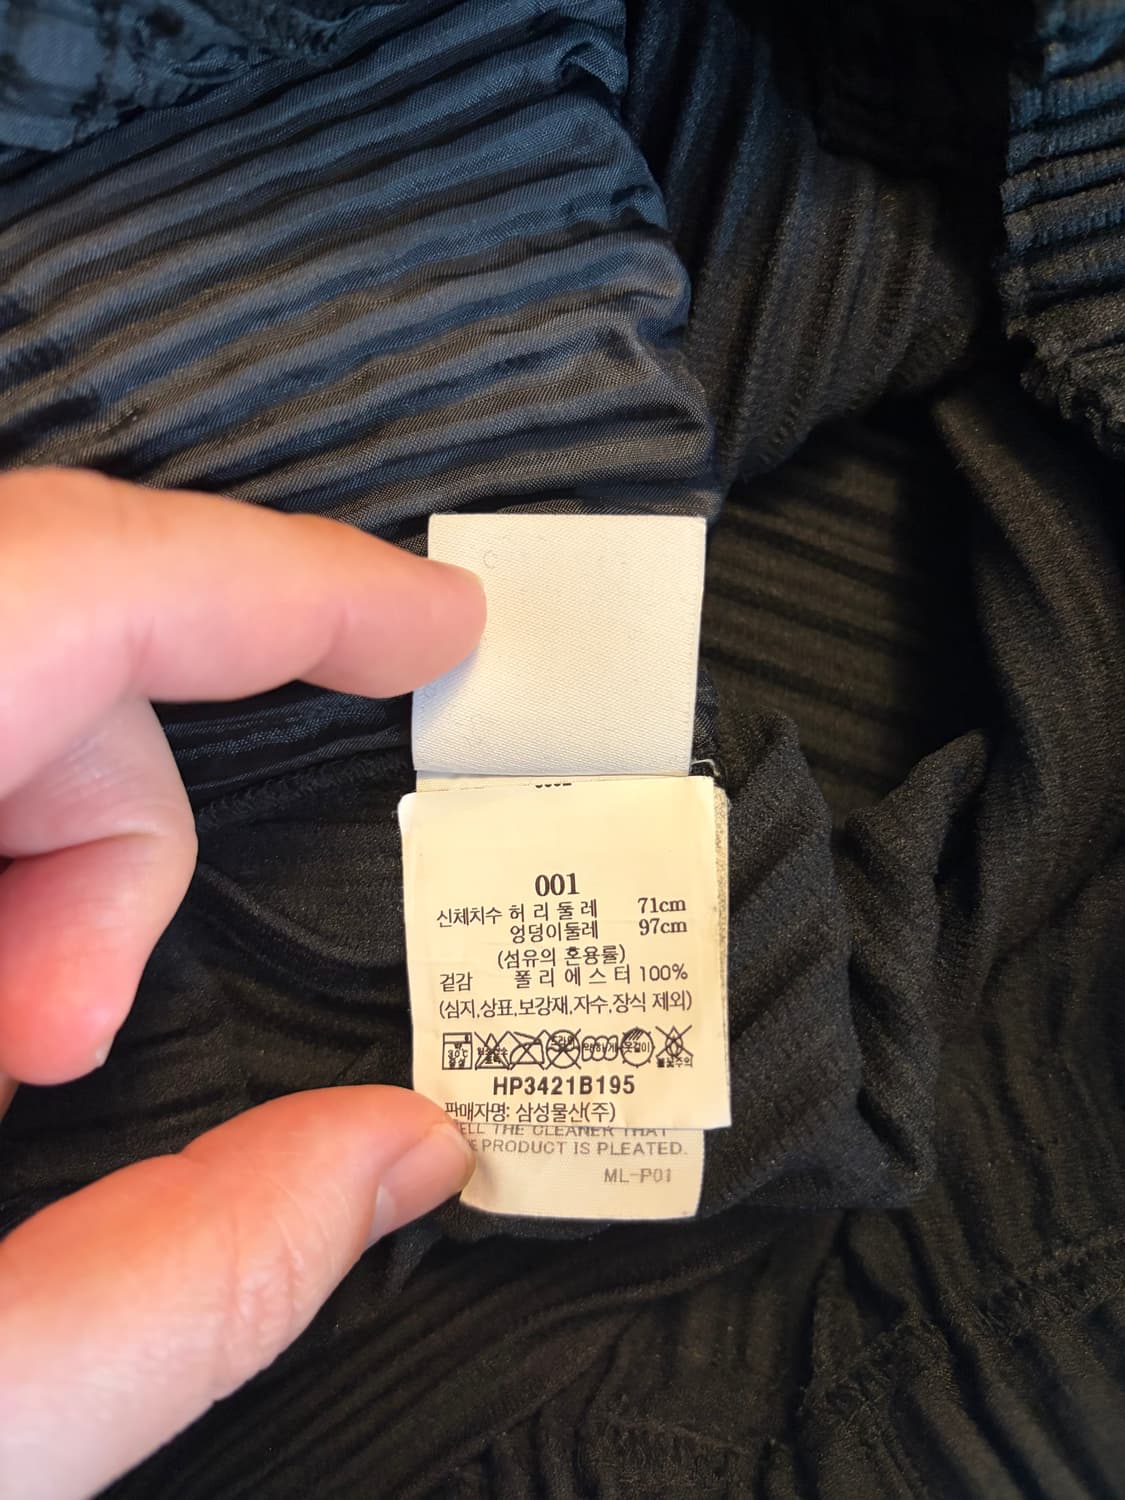 001
신체치수 허 리 둘 레 71cm
엉덩이둘레 97cm
(섬유의 혼용률)
겉감 폴 리 에 스 터 100%
(심지,상표,보강재,자수,장식 제외)
HP3421B195
판매자명: 삼성물산(주)
ELL THE CLEANER THAT
PRODUCT IS PLEATED.
ML-P01